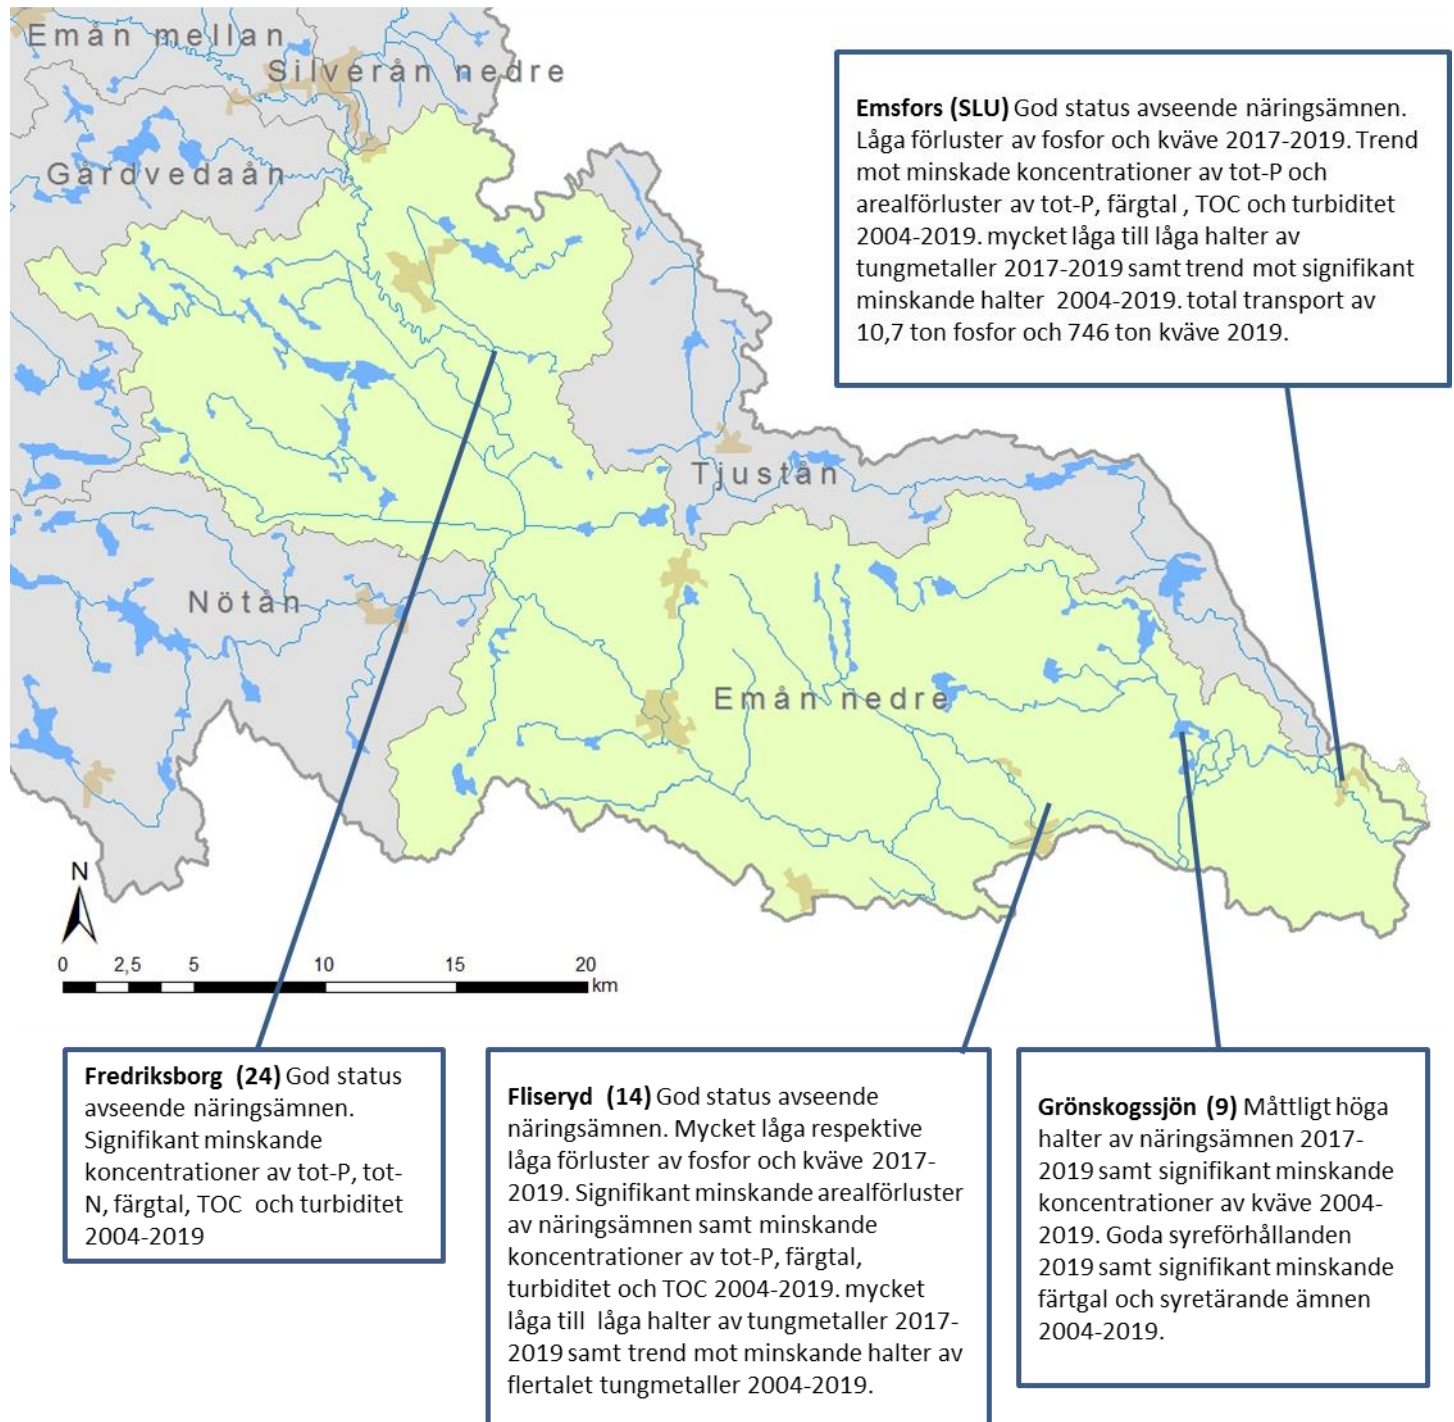 Emån mellan
Silverån nedre
Gårdvedaån
Emsfors (SLU) God status avseende näringsämnen.
Låga förluster av fosfor och kväve 2017-2019. Trend
mot minskade koncentrationer av tot-P och
arealförluster av tot-P, färgtal , TOC och turbiditet
2004-2019. mycket låga till låga halter av
tungmetaller 2017-2019 samt trend mot signifikant
minskande halter 2004-2019. total transport av
10,7 ton fosfor och 746 ton kväve 2019.
Tjustån
Nötån
Emån nedre
N
0 2,5 5 10 15 20
km
Fredriksborg (24) God status
avseende näringsämnen.
Signifikant minskande
koncentrationer av tot-P, tot-
N, färgtal, TOC och turbiditet
2004-2019
Fliseryd (14) God status avseende
näringsämnen. Mycket låga respektive
låga förluster av fosfor och kväve 2017-
2019. Signifikant minskande arealförluster
av näringsämnen samt minskande
koncentrationer av tot-P, färgtal,
turbiditet och TOC 2004-2019. mycket
låga till låga halter av tungmetaller 2017-
2019 samt trend mot minskande halter av
flertalet tungmetaller 2004-2019.
Grönskogssjön (9) Måttligt höga
halter av näringsämnen 2017-
2019 samt signifikant minskande
koncentrationer av kväve 2004-
2019. Goda syreförhållanden
2019 samt signifikant minskande
färtgal och syretärande ämnen
2004-2019.